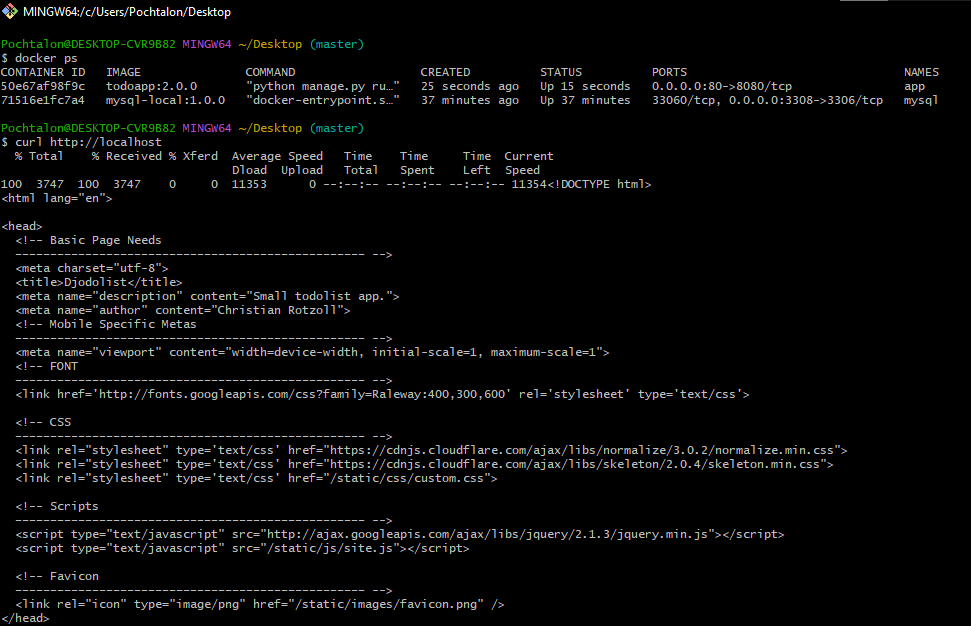 MINGW64:/c/Users/Pochtalon/Desktop
Pochtalon@DESKTOP-CVR9B82 MINGW64 ~/Desktop (master)
$ docker ps
CONTAINER ID   IMAGE               COMMAND                  CREATED          STATUS          PORTS                               NAMES
50e67af98f9c   todoapp:2.0.0       "python manage.py ru…"   25 seconds ago   Up 15 seconds   0.0.0.0:80->8080/tcp                app
71516e1fc7a4   mysql-local:1.0.0   "docker-entrypoint.s…"   37 minutes ago   Up 37 minutes   33060/tcp, 0.0.0.0:3308->3306/tcp   mysql
Pochtalon@DESKTOP-CVR9B82 MINGW64 ~/Desktop (master)
$ curl http://localhost
  % Total    % Received % Xferd  Average Speed   Time    Time     Time  Current
                                 Dload  Upload   Total   Spent    Left  Speed
100  3747  100  3747    0     0  11353      0 --:--:-- --:--:-- --:--:-- 11354<!DOCTYPE html>
<html lang="en">
<head>
  <!-- Basic Page Needs
  –––––––––––––––––––––––––––––––––––––––––––––––––– -->
  <meta charset="utf-8">
  <title>Djodolist</title>
  <meta name="description" content="Small todolist app.">
  <meta name="author" content="Christian Rotzoll">
  <!-- Mobile Specific Metas
  –––––––––––––––––––––––––––––––––––––––––––––––––– -->
  <meta name="viewport" content="width=device-width, initial-scale=1, maximum-scale=1">
  <!-- FONT
  –––––––––––––––––––––––––––––––––––––––––––––––––– -->
  <link href='http://fonts.googleapis.com/css?family=Raleway:400,300,600' rel='stylesheet' type='text/css'>
  <!-- CSS
  –––––––––––––––––––––––––––––––––––––––––––––––––– -->
  <link rel="stylesheet" type='text/css' href="https://cdnjs.cloudflare.com/ajax/libs/normalize/3.0.2/normalize.min.css">
  <link rel="stylesheet" type='text/css' href="https://cdnjs.cloudflare.com/ajax/libs/skeleton/2.0.4/skeleton.min.css">
  <link rel="stylesheet" type='text/css' href="/static/css/custom.css">
  <!-- Scripts
  –––––––––––––––––––––––––––––––––––––––––––––––––– -->
  <script type="text/javascript" src="http://ajax.googleapis.com/ajax/libs/jquery/2.1.3/jquery.min.js"></script>
  <script type="text/javascript" src="/static/js/site.js"></script>
  <!-- Favicon
  –––––––––––––––––––––––––––––––––––––––––––––––––– -->
  <link rel="icon" type="image/png" href="/static/images/favicon.png" />
</head>